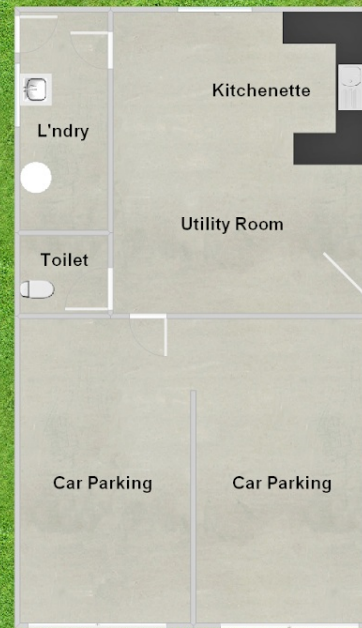 Kitchenette
L'ndry
Utility Room
Toilet
Car Parking
Car Parking